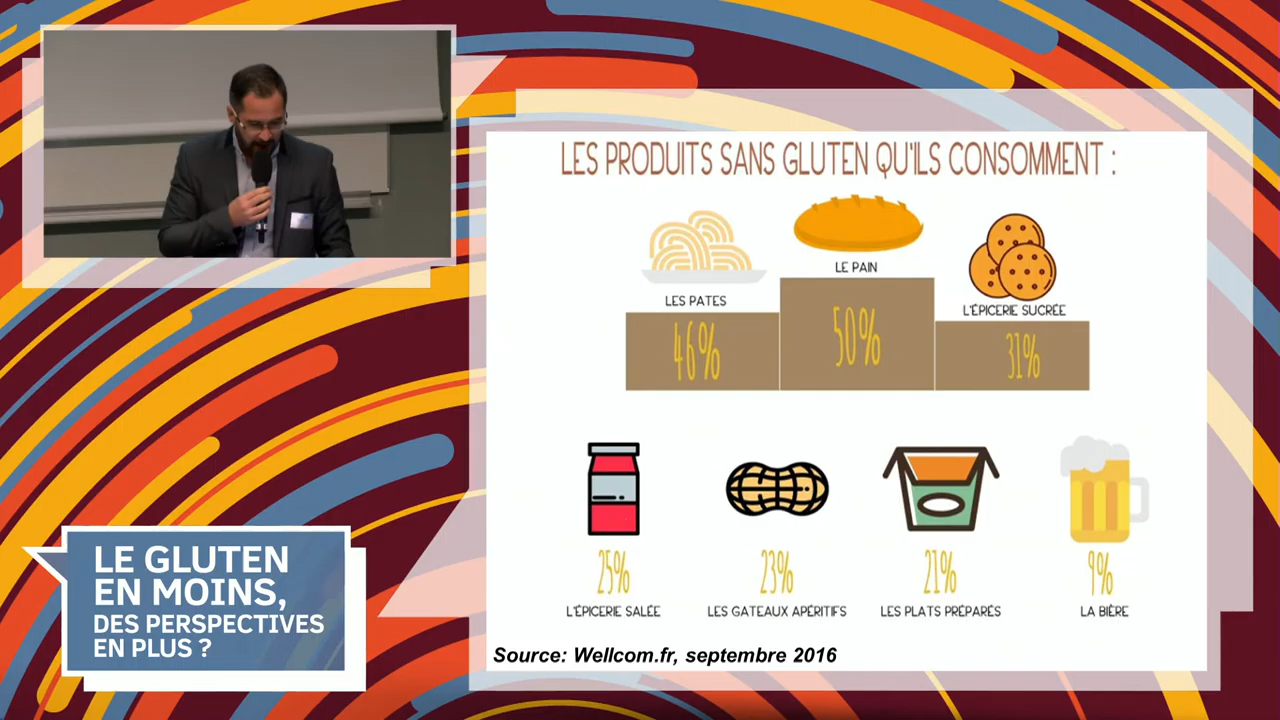 LES PRODUITS SANS GLUTEN QU'ILS CONSOMMENT :
LE PAIN
LES PATES
L'ÉPICERIE SUCRÉE
46%
50%
31%
25%
23%
21%
9%
L'ÉPICERIE SALÉE
LES GATEAUX APÉRITIFS
LES PLATS PRÉPARÉS
LA BIÈRE
Source: Wellcom.fr, septembre 2016
LE GLUTEN
EN MOINS,
DES PERSPECTIVES
EN PLUS ?